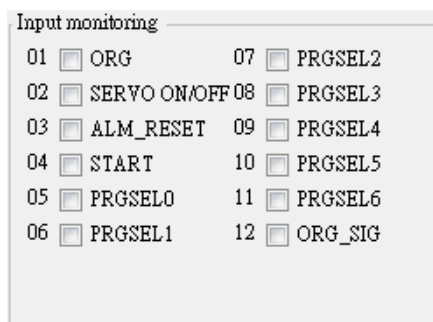 Input monitoring
01 ORG
02 SERVO ON/OFF
03 ALM_RESET
04 START
05 PRGSEL0
06 PRGSEL1
07 PRGSEL2
08 PRGSEL3
09 PRGSEL4
10 PRGSEL5
11 PRGSEL6
12 ORG_SIG